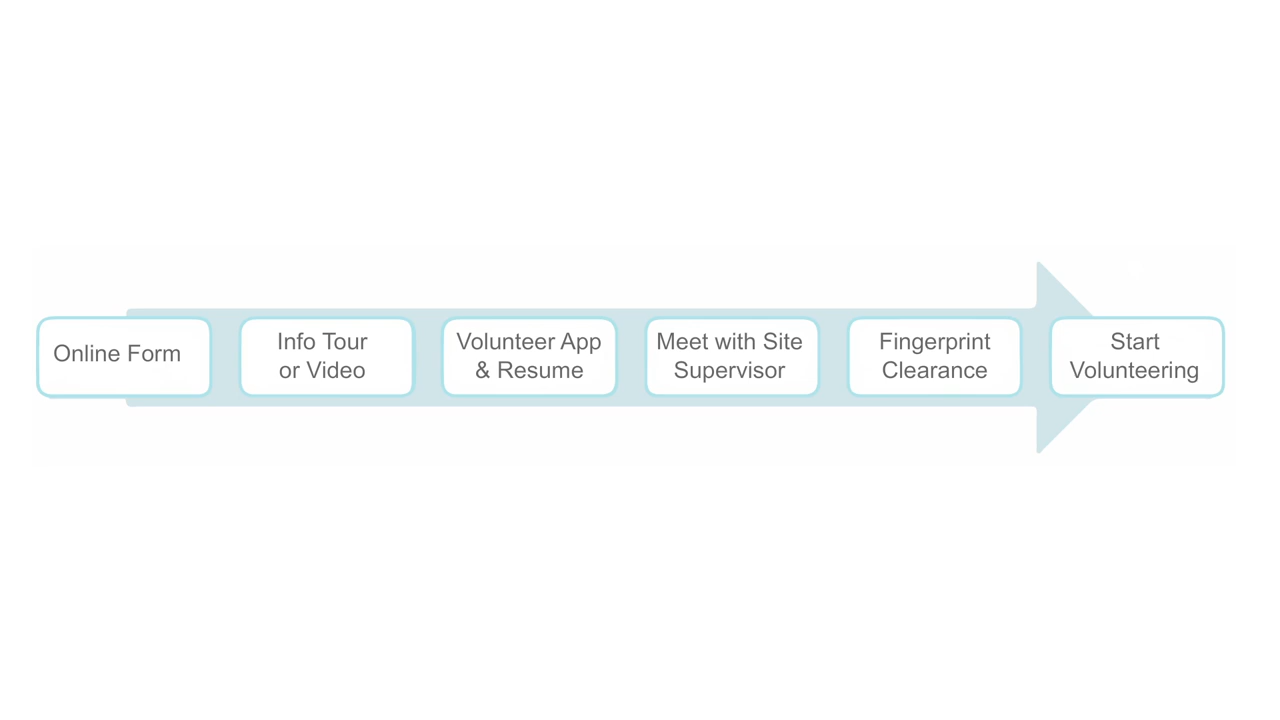 Online Form
Info Tour
or Video
Volunteer App
& Resume
Meet with Site
Supervisor
Fingerprint
Clearance
Start
Volunteering